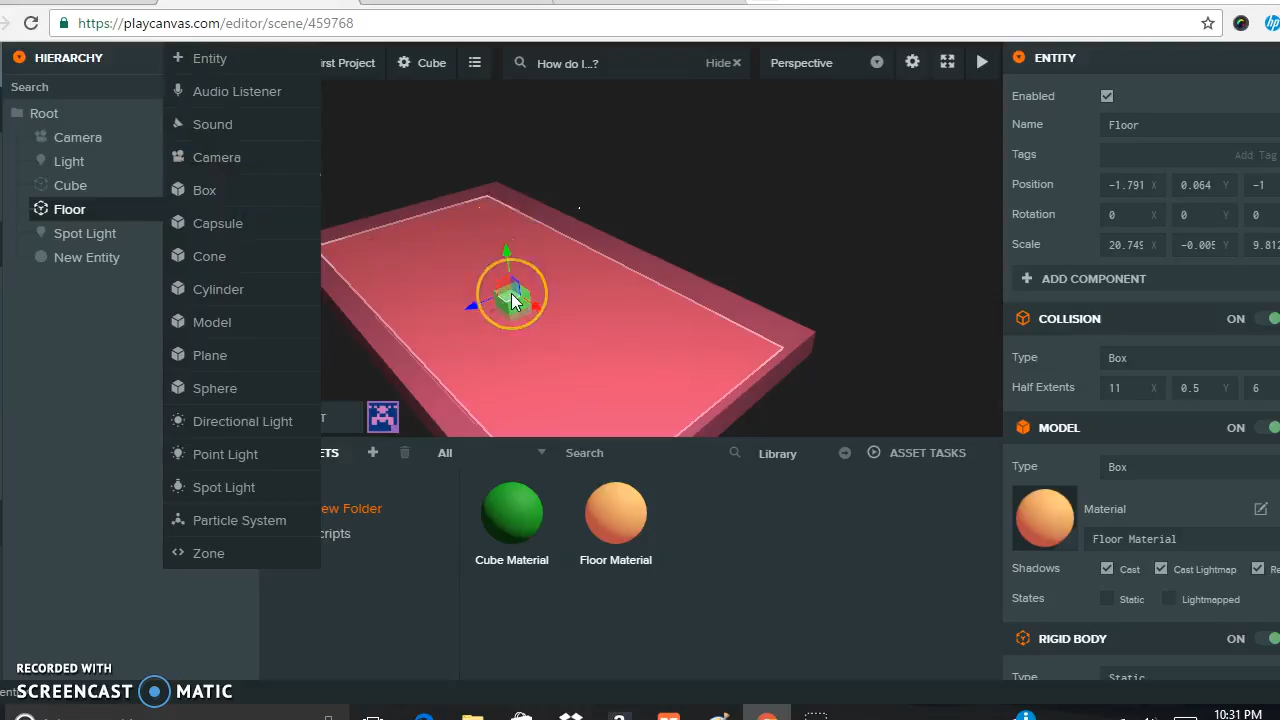 https://playcanvas.com/editor/scene/459768
HIERARCHY
Search
Root
Camera
Light
Cube
Floor
Spot Light
New Entity
Entity
Audio Listener
Sound
Camera
Box
Capsule
Cone
Cylinder
Model
Plane
Sphere
Directional Light
Point Light
Spot Light
Particle System
Zone
rst Project
Cube
How do I...?
Hide
Perspective
ENTITY
Enabled
Name Floor
Tags Add Tag
Position -1.791 X 0.064 Y -1
Rotation 0 X 0 Y 0
Scale 20.749 X -0.005 Y 9.812
ADD COMPONENT
COLLISION ON
Type Box
Half Extents 11 X 0.5 Y 6
MODEL ON
Type Box
Material
Floor Material
Shadows Cast Cast Lightmap Re
States Static Lightmapped
RIGID BODY ON
Type Static
T
ETS
All
Search
Library
ASSET TASKS
ew Folder
cripts
Cube Material
Floor Material
RECORDED WITH
SCREENCAST MATIC
10:31 PM